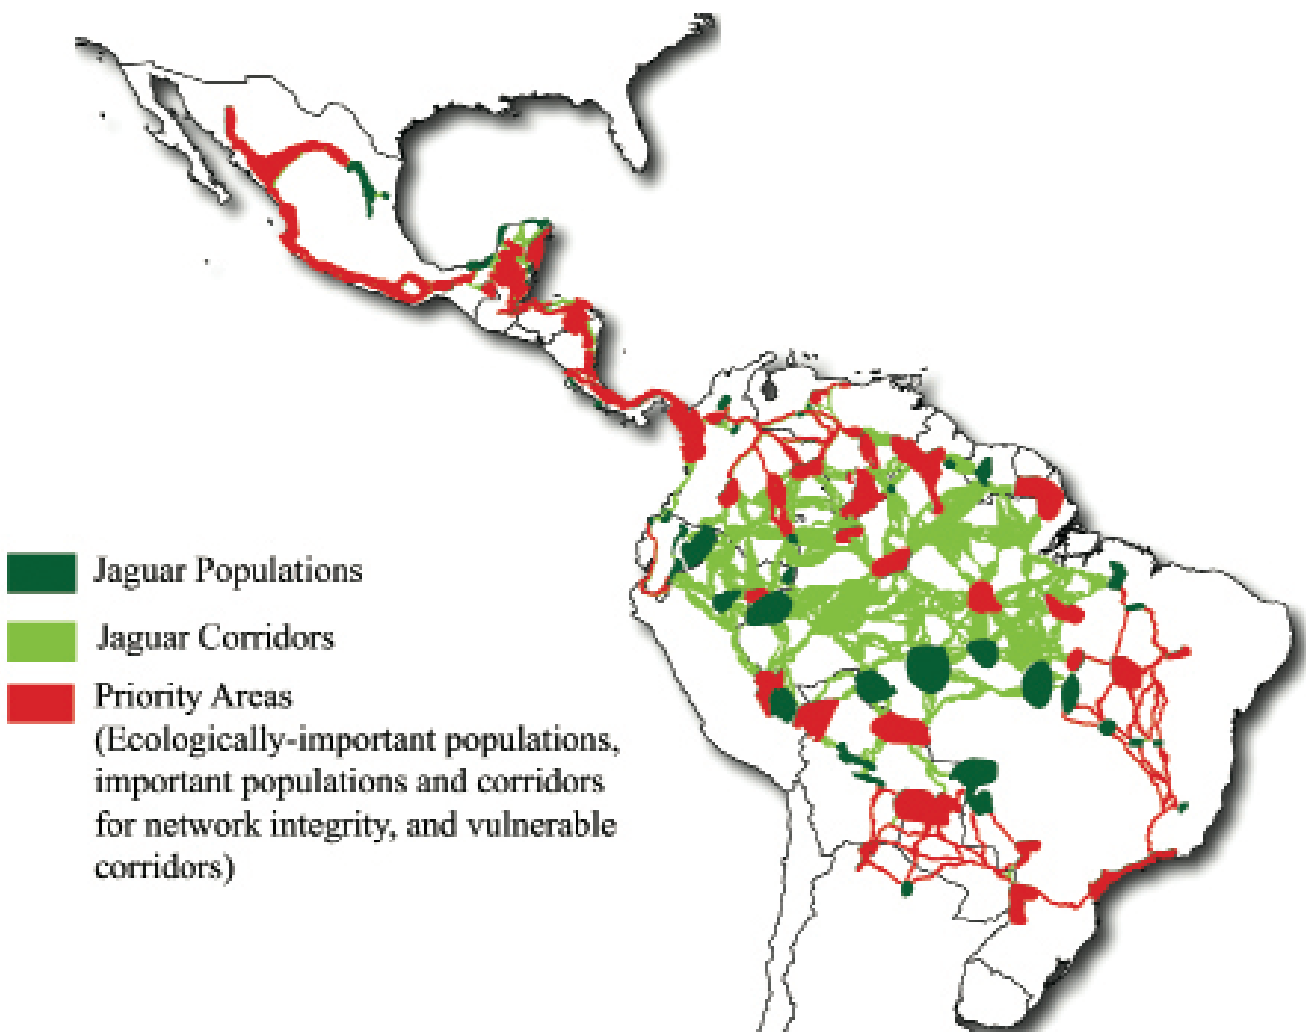 Jaguar Populations
Jaguar Corridors
Priority Areas
(Ecologically-important populations,
important populations and corridors
for network integrity, and vulnerable
corridors)